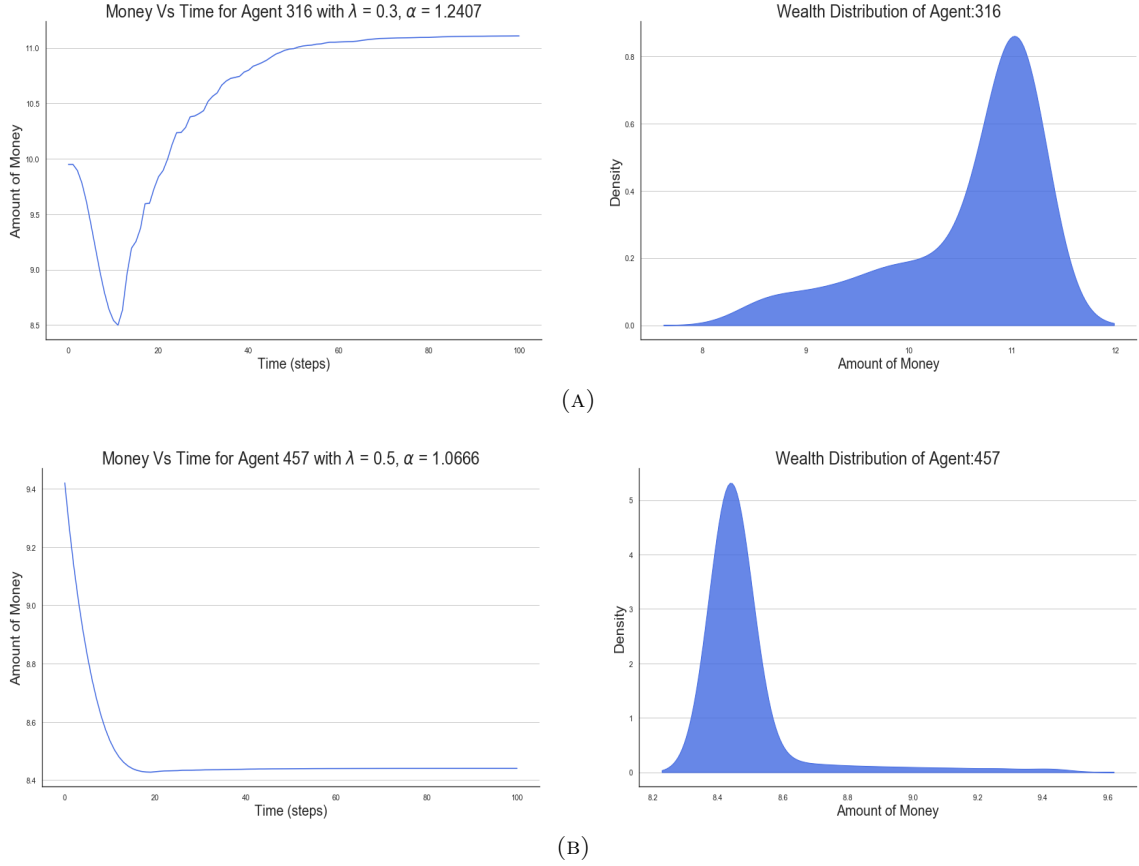 Money Vs Time for Agent 316 with λ = 0.3, α = 1.2407
Amount of Money
11.0
10.5
10.0
9.5
9.0
8.5
0 20 40 60 80 100
Time (steps)
Wealth Distribution of Agent:316
Density
0.8
0.6
0.4
0.2
0.0
8 9 10 11 12
Amount of Money
(A)
Money Vs Time for Agent 457 with λ = 0.5, α = 1.0666
Amount of Money
9.4
9.2
9.0
8.8
8.6
8.4
0 20 40 60 80 100
Time (steps)
Wealth Distribution of Agent:457
Density
5
4
3
2
1
0
8.2 8.4 8.6 8.8 9.0 9.2 9.4 9.6
Amount of Money
(B)